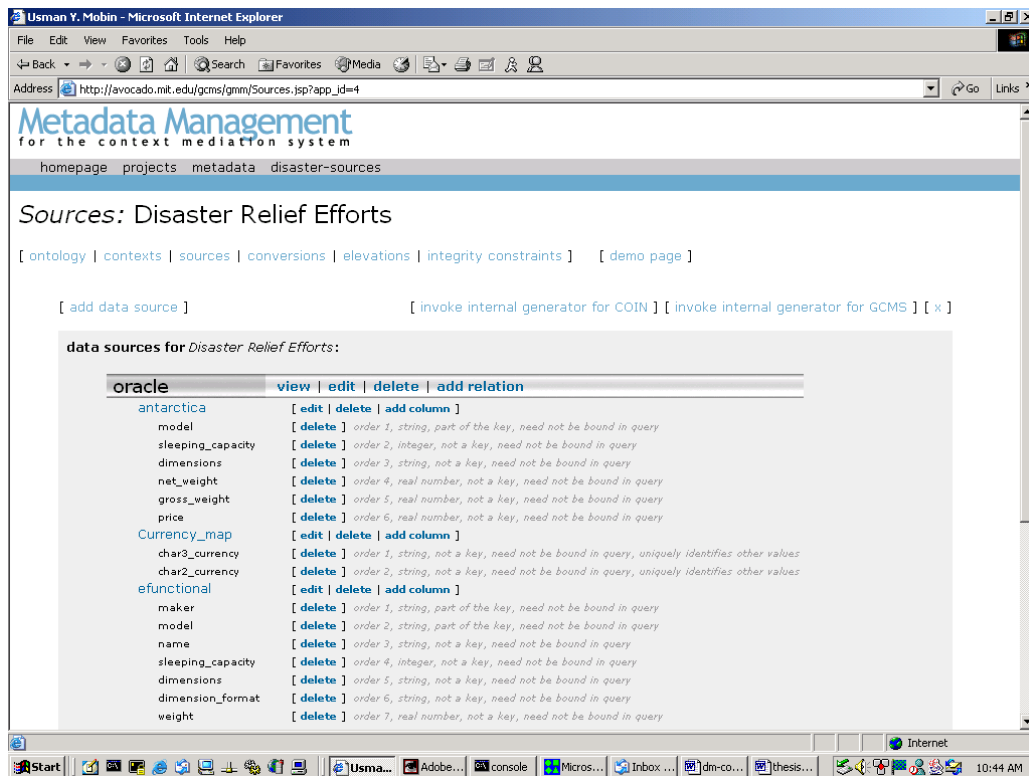 Usman Y. Mobin - Microsoft Internet Explorer
File Edit View Favorites Tools Help
Back Search Favorites Media
Address http://avocado.mit.edu/gcms/gmm/Sources.jsp?app_id=4 Go Links
Metadata Management
for the context mediation system
homepage projects metadata disaster-sources
Sources: Disaster Relief Efforts
[ ontology | contexts | sources | conversions | elevations | integrity constraints ] [ demo page ]
[ add data source ] [ invoke internal generator for COIN ] [ invoke internal generator for GCMS ] [ x ]
data sources for Disaster Relief Efforts:
oracle view | edit | delete | add relation
antarctica [ edit | delete | add column ]
model [ delete ] order 1, string, part of the key, need not be bound in query
sleeping_capacity [ delete ] order 2, integer, not a key, need not be bound in query
dimensions [ delete ] order 3, string, not a key, need not be bound in query
net_weight [ delete ] order 4, real number, not a key, need not be bound in query
gross_weight [ delete ] order 5, real number, not a key, need not be bound in query
price [ delete ] order 6, real number, not a key, need not be bound in query
Currency_map [ edit | delete | add column ]
char3_currency [ delete ] order 1, string, not a key, need not be bound in query, uniquely identifies other values
char2_currency [ delete ] order 2, string, not a key, need not be bound in query, uniquely identifies other values
efunctional [ edit | delete | add column ]
maker [ delete ] order 1, string, part of the key, need not be bound in query
model [ delete ] order 2, string, part of the key, need not be bound in query
name [ delete ] order 3, string, not a key, need not be bound in query
sleeping_capacity [ delete ] order 4, integer, not a key, need not be bound in query
dimensions [ delete ] order 5, string, not a key, need not be bound in query
dimension_format [ delete ] order 6, string, not a key, need not be bound in query
weight [ delete ] order 7, real number, not a key, need not be bound in query
Internet
Start Usma... Adobe... console Micros... Inbox ... dm-co... thesis... 10:44 AM